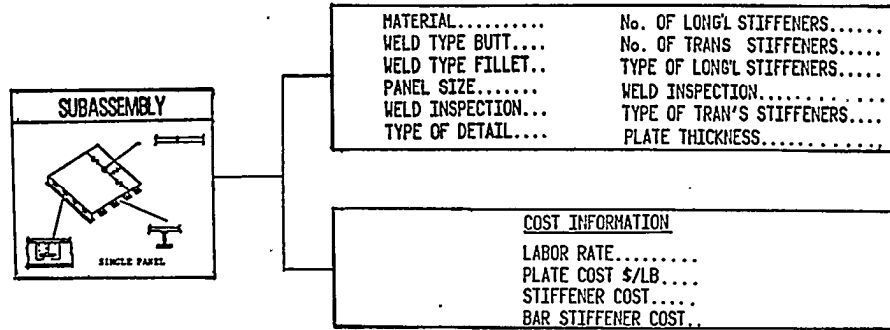 MATERIAL..........
WELD TYPE BUTT....
WELD TYPE FILLET..
PANEL SIZE.......
WELD INSPECTION...
TYPE OF DETAIL....
No. OF LONG'L STIFFENERS......
No. OF TRANS STIFFENERS.....
TYPE OF LONG'L STIFFENERS.....
WELD INSPECTION............
TYPE OF TRAN'S STIFFENERS....
PLATE THICKNESS............
SUBASSEMBLY
SINGLE PANEL
COST INFORMATION
LABOR RATE.........
PLATE COST $/LB....
STIFFENER COST.....
BAR STIFFENER COST..